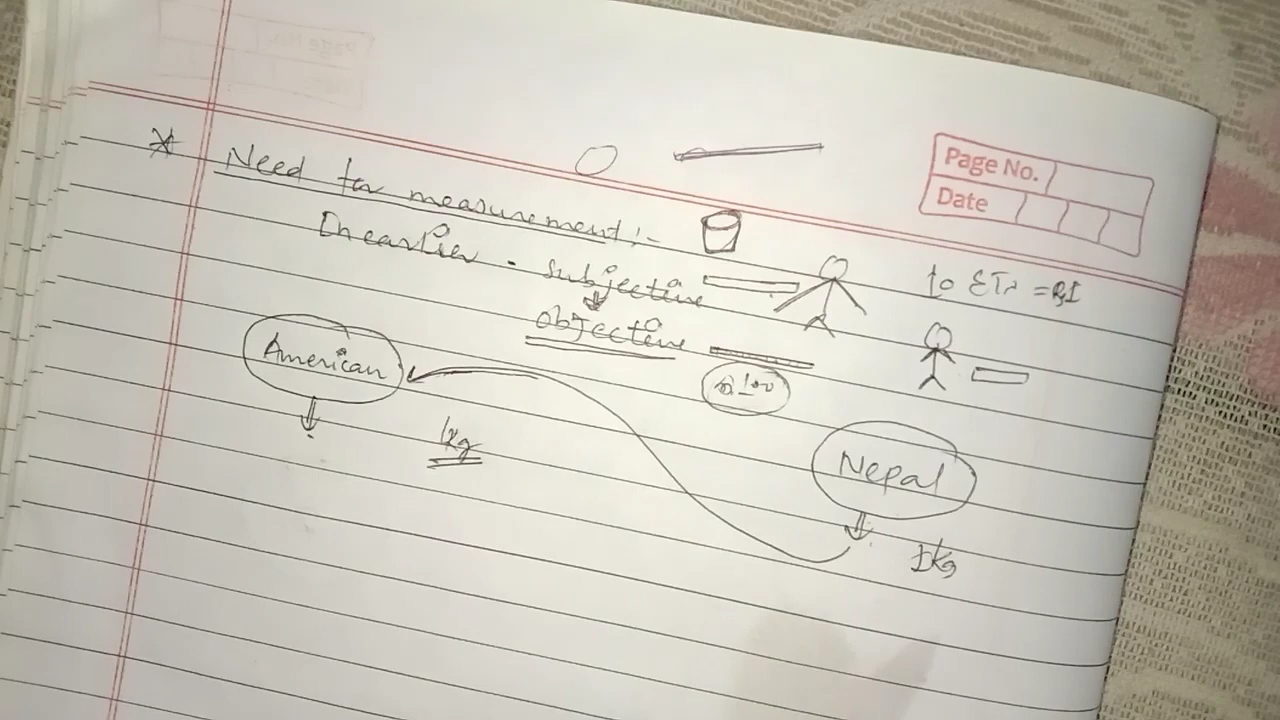 Page No.
Date
* Need for measurement :-
In earlier - subjective
objective
American
Nepal
1kg
1kg